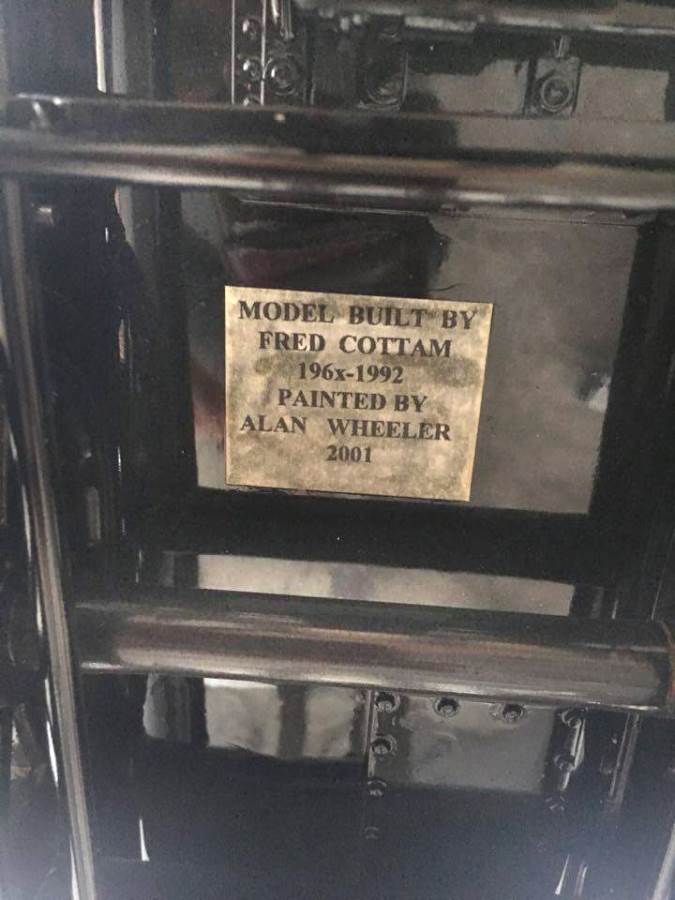 MODEL BUILT BY
FRED COTTAM
196x-1992
PAINTED BY
ALAN WHEELER
2001